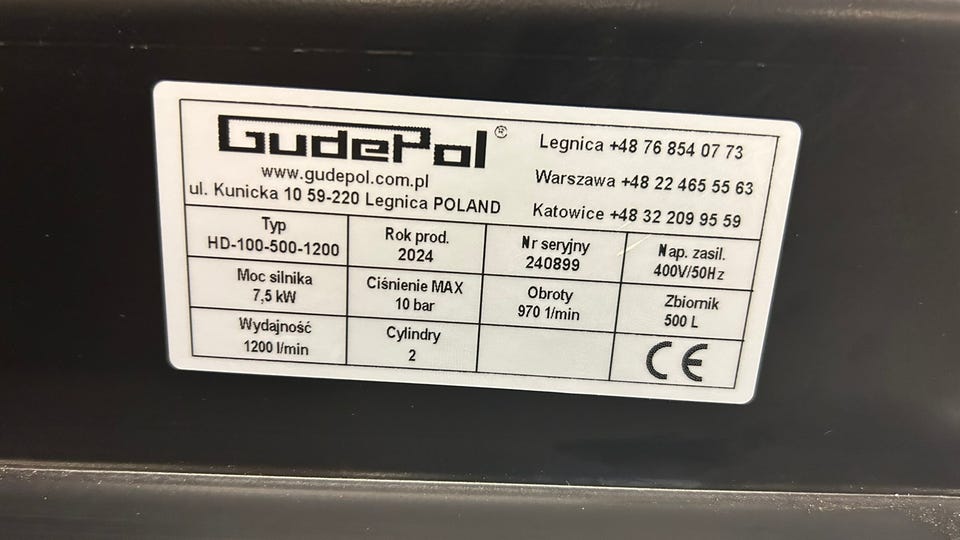 GudePol®
www.gudepol.com.pl
ul. Kunicka 10 59-220 Legnica POLAND
Legnica +48 76 854 07 73
Warszawa +48 22 465 55 63
Katowice +48 32 209 95 59
Typ
HD-100-500-1200
Rok prod.
2024
Nr seryjny
240899
Nap. zasil.
400V/50Hz
Moc silnika
7,5 kW
Ciśnienie MAX
10 bar
Obroty
970 1/min
Zbiornik
500 L
Wydajność
1200 l/min
Cylindry
2
CE